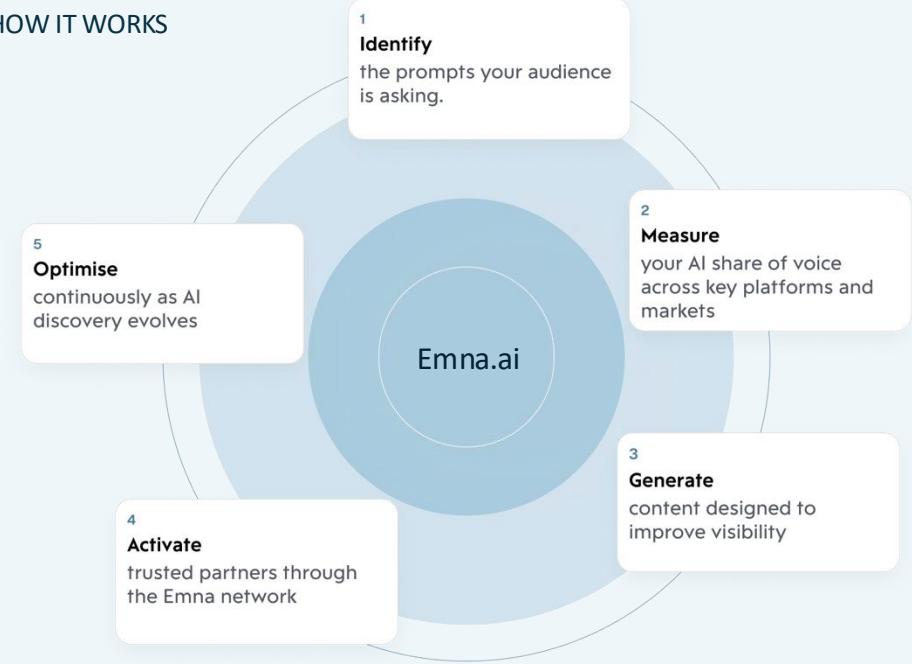 HOW IT WORKS
1
Identify
the prompts your audience
is asking.
2
Measure
your AI share of voice
across key platforms and
markets
3
Generate
content designed to
improve visibility
4
Activate
trusted partners through
the Emna network
5
Optimise
continuously as AI
discovery evolves
Emna.ai